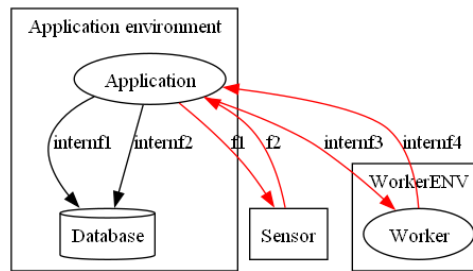 Application environment
Application
internf1
internf2
f1
f2
internf3
internf4
WorkerENV
Database
Sensor
Worker